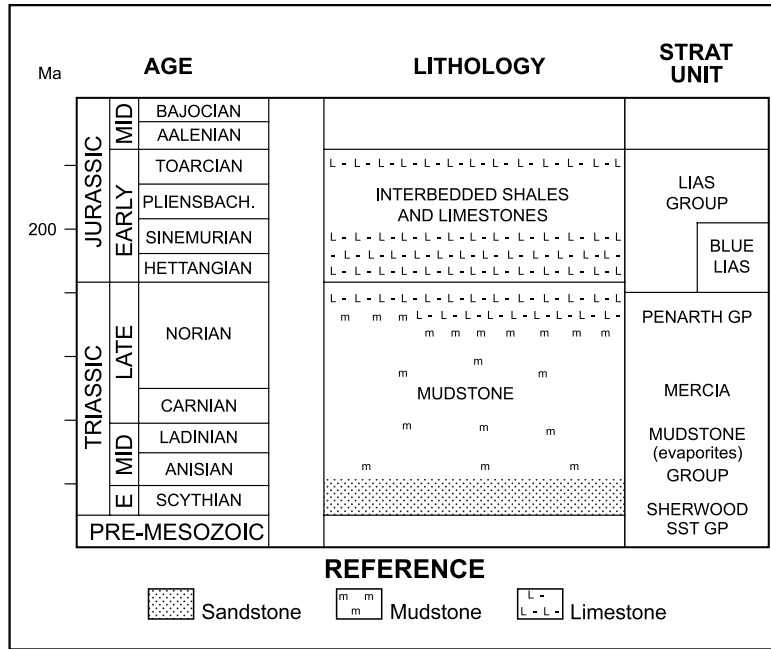 Ma
AGE
LITHOLOGY
STRAT
UNIT
JURASSIC
MID
BAJOCIAN
AALENIAN
EARLY
TOARCIAN
PLIENSBACH.
SINEMURIAN
HETTANGIAN
200
L - L - L - L - L - L - L - L - L - L - L - L
INTERBEDDED SHALES
AND LIMESTONES
L - L - L - L - L - L - L - L - L - L - L - L
- L - L - L - L - L - L - L - L - L - L - L -
L - L - L - L - L - L - L - L - L - L - L - L
LIAS
GROUP
BLUE
LIAS
TRIASSIC
LATE
NORIAN
CARNIAN
MID
LADINIAN
ANISIAN
E
SCYTHIAN
PRE-MESOZOIC
L - L - L - L - L - L - L - L - L - L - L - L
m m m L - L - L - L - L - L - L - L
m m m m m m m m
m
m m
MUDSTONE
m m m
m m m
PENARTH GP
MERCIA
MUDSTONE
(evaporites)
GROUP
SHERWOOD
SST GP
REFERENCE
Sandstone
m m
m
Mudstone
L -
L - L -
Limestone